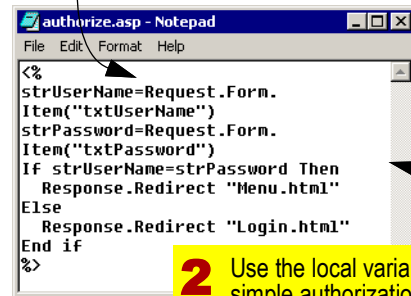 authorize.asp - Notepad
File Edit Format Help
<%
strUserName=Request.Form.
Item("txtUserName")
strPassword=Request.Form.
Item("txtPassword")
If strUserName=strPassword Then
Response.Redirect "Menu.html"
Else
Response.Redirect "Login.html"
End if
%>
2 Use the local varia
simple authorization